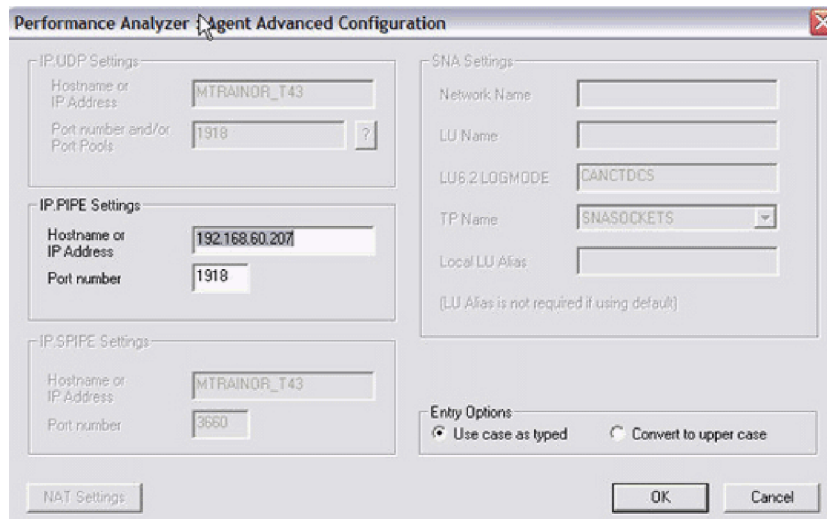 Performance Analyzer : Agent Advanced Configuration
IP.UDP Settings
Hostname or
IP Address
MTRAINOR_T43
Port number and/or
Port Pools
1918
?
IP.PIPE Settings
Hostname or
IP Address
192.168.60.207
Port number
1918
IP.SPIPE Settings
Hostname or
IP Address
MTRAINOR_T43
Port number
3660
NAT Settings
SNA Settings
Network Name
LU Name
LU6.2 LOGMODE
CANCTDCS
TP Name
SNASOCKETS
Local LU Alias
(LU Alias is not required if using default)
Entry Options
Use case as typed
Convert to upper case
OK
Cancel